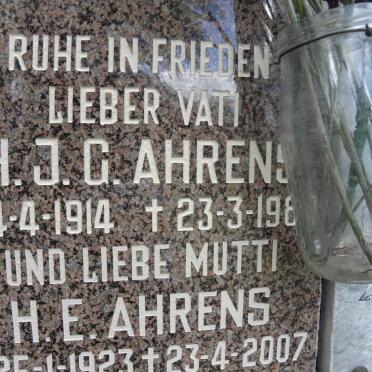 RUHE IN FRIEDEN
LIEBER VATI
H. J. G. AHRENS
4-4-1914 † 23-3-198
UND LIEBE MUTTI
H. E. AHRENS
25-1-1923 † 23-4-2007